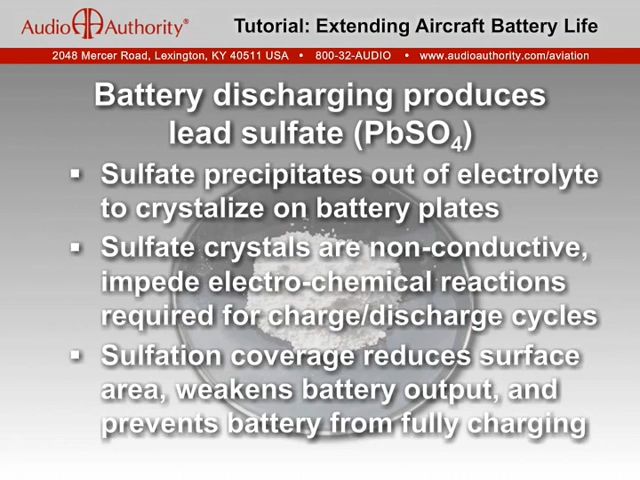 Audio Authority®
Tutorial: Extending Aircraft Battery Life
2048 Mercer Road, Lexington, KY 40511 USA • 800-32-AUDIO • www.audioauthority.com/aviation
Battery discharging produces
lead sulfate (PbSO₄)
▪ Sulfate precipitates out of electrolyte
to crystalize on battery plates
▪ Sulfate crystals are non-conductive,
impede electro-chemical reactions
required for charge/discharge cycles
▪ Sulfation coverage reduces surface
area, weakens battery output, and
prevents battery from fully charging